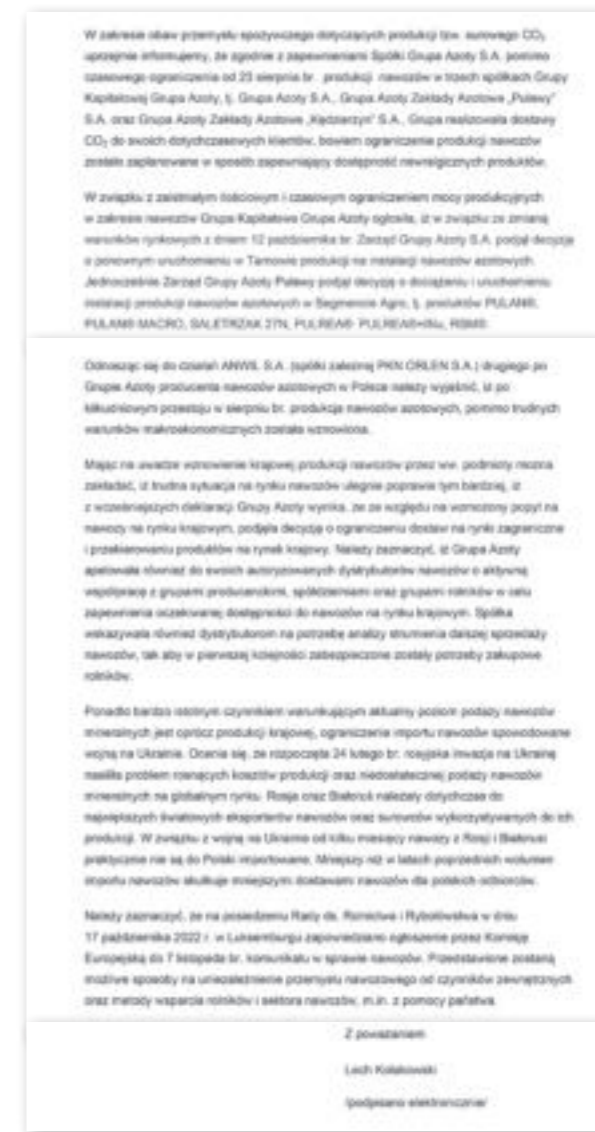 W zakresie obaw przemysłu spożywczego dotyczących produkcji tzw. surowego CO₂
uprzejmie informujemy, że zgodnie z zapewnieniami Spółki Grupa Azoty S.A. pomimo
czasowego ograniczenia od 23 sierpnia br. produkcji nawozów w trzech spółkach Grupy
Kapitałowej Grupa Azoty, tj. Grupa Azoty S.A., Grupa Azoty Zakłady Azotowe „Puławy”
S.A. oraz Grupa Azoty Zakłady Azotowe „Kędzierzyn” S.A., Grupa realizowała dostawy
CO₂ do swoich dotychczasowych klientów, bowiem ograniczenie produkcji nawozów
zostało zaplanowane w sposób zapewniający dostępność newralgicznych produktów.
W związku z zaistniałym ilościowym i czasowym ograniczeniem mocy produkcyjnych
w zakresie nawozów Grupa Kapitałowa Grupa Azoty ogłosiła, iż w związku ze zmianą
warunków rynkowych z dniem 12 października br. Zarząd Grupy Azoty S.A. podjął decyzję
o ponownym uruchomieniu w Tarnowie produkcji na instalacji nawozów azotowych.
Jednocześnie Zarząd Grupy Azoty Puławy podjął decyzję o dociążeniu i uruchomieniu
instalacji produkcji nawozów azotowych w Segmencie Agro, tj. produktów PULAN®,
PULAN® MACRO, SALETRZAK 27N, PULREA® PULREA®+INu, RSM®.
Odnosząc się do działań ANWIL S.A. (spółki zależnej PKN ORLEN S.A.) drugiego po
Grupie Azoty producenta nawozów azotowych w Polsce należy wyjaśnić, iż po
kilkudniowym przestoju w sierpniu br. produkcja nawozów azotowych, pomimo trudnych
warunków makroekonomicznych została wznowiona.
Mając na uwadze wznowienie krajowej produkcji nawozów przez ww. podmioty można
zakładać, iż trudna sytuacja na rynku nawozów ulegnie poprawie tym bardziej, iż
z wcześniejszych deklaracji Grupy Azoty wynika, że ze względu na wzmożony popyt na
nawozy na rynku krajowym, podjęła decyzję o ograniczeniu dostaw na rynki zagraniczne
i przekierowaniu produktów na rynek krajowy. Należy zaznaczyć, iż Grupa Azoty
apelowała również do swoich autoryzowanych dystrybutorów nawozów o aktywną
współpracę z grupami producenckimi, spółdzielniami oraz grupami rolników w celu
zapewnienia oczekiwanej dostępności do nawozów na rynku krajowym. Spółka
wskazywała również dystrybutorom na potrzebę analizy strumienia dalszej sprzedaży
nawozów, tak aby w pierwszej kolejności zabezpieczone zostały potrzeby zakupowe
rolników.
Ponadto bardzo istotnym czynnikiem warunkującym aktualny poziom podaży nawozów
mineralnych jest oprócz produkcji krajowej, ograniczenie importu nawozów spowodowane
wojną na Ukrainie. Ocenia się, że rozpoczęta 24 lutego br. rosyjska inwazja na Ukrainę
nasiliła problem rosnących kosztów produkcji oraz niedostatecznej podaży nawozów
mineralnych na globalnym rynku. Rosja oraz Białoruś należały dotychczas do
największych światowych eksporterów nawozów oraz surowców wykorzystywanych do ich
produkcji. W związku z wojną na Ukrainie od kilku miesięcy nawozy z Rosji i Białorusi
praktycznie nie są do Polski importowane. Mniejszy niż w latach poprzednich wolumen
importu nawozów skutkuje mniejszymi dostawami nawozów dla polskich odbiorców.
Należy zaznaczyć, że na posiedzeniu Rady ds. Rolnictwa i Rybołówstwa w dniu
17 października 2022 r. w Luksemburgu zapowiedziano ogłoszenie przez Komisję
Europejską do 7 listopada br. komunikatu w sprawie nawozów. Przedstawione zostaną
możliwe sposoby na uniezależnienie przemysłu nawozowego od czynników zewnętrznych
oraz metody wsparcia rolników i sektora nawozów, m.in. z pomocy państwa.
Z poważaniem
Lech Kołakowski
/podpisano elektronicznie/